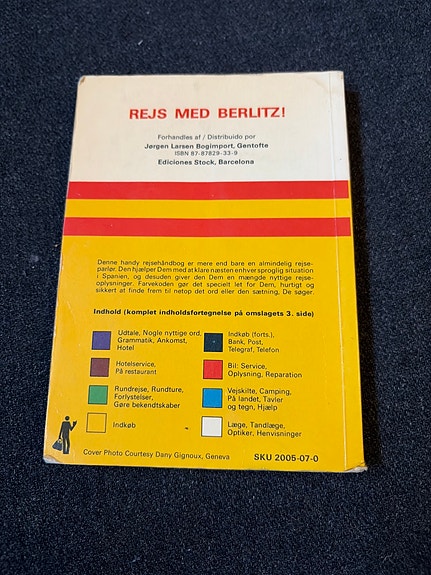 REJS MED BERLITZ!
Forhandles af / Distribuido por
Jørgen Larsen Bogimport, Gentofte
ISBN 87-87829-33-9
Ediciones Stock, Barcelona
Denne handy rejsehåndbog er mere end bare en almindelig rejse-
parlør. Den hjælper Dem med at klare næsten enhver sproglig situation
i Spanien, og desuden giver den Dem en mængde nyttige rejse-
oplysninger. Farvekoden gør det specielt let for Dem, hurtigt og
sikkert at finde frem til netop det ord eller den sætning, De søger.
Indhold (komplet indholdsfortegnelse på omslagets 3. side)
Udtale, Nogle nyttige ord,
Grammatik, Ankomst,
Hotel
Hotelservice,
På restaurant
Rundrejse, Rundture,
Forlystelser,
Gøre bekendtskaber
Indkøb
Indkøb (forts.),
Bank, Post,
Telegraf, Telefon
Bil: Service,
Oplysning, Reparation
Vejskilte, Camping,
På landet, Tavler
og tegn, Hjælp
Læge, Tandlæge,
Optiker, Henvisninger
Cover Photo Courtesy Dany Gignoux, Geneva
SKU 2005-07-0